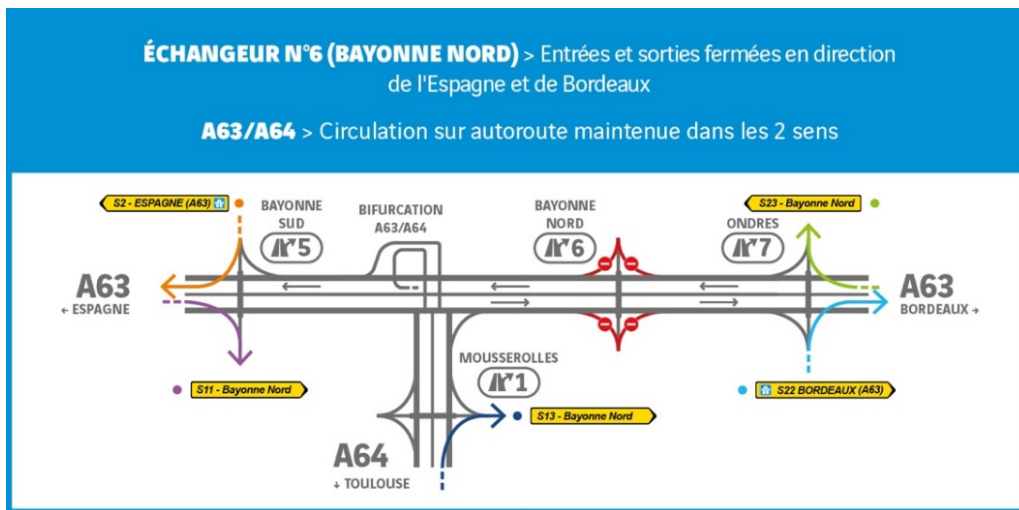 ÉCHANGEUR N°6 (BAYONNE NORD) > Entrées et sorties fermées en direction
de l'Espagne et de Bordeaux
A63/A64 > Circulation sur autoroute maintenue dans les 2 sens
S2 - ESPAGNE (A63)
BAYONNE
SUD
5
BIFURCATION
A63/A64
BAYONNE
NORD
6
ONDRES
7
S23 - Bayonne Nord
A63
← ESPAGNE
A63
BORDEAUX →
S11 - Bayonne Nord
MOUSSEROLLES
1
S13 - Bayonne Nord
S22 BORDEAUX (A63)
A64
↓ TOULOUSE